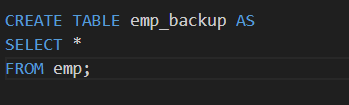 CREATE TABLE emp_backup AS
SELECT *
FROM emp;